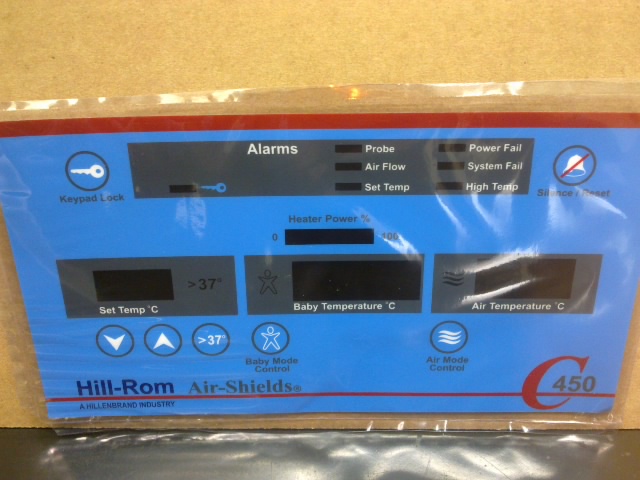 Alarms
Probe
Power Fail
Air Flow
System Fail
Set Temp
High Temp
Keypad Lock
Silence / Reset
Heater Power %
0
100
>37°
Set Temp °C
Baby Temperature °C
Air Temperature °C
>37°
Baby Mode
Control
Air Mode
Control
Hill-Rom Air-Shields®
A HILLENBRAND INDUSTRY
C450